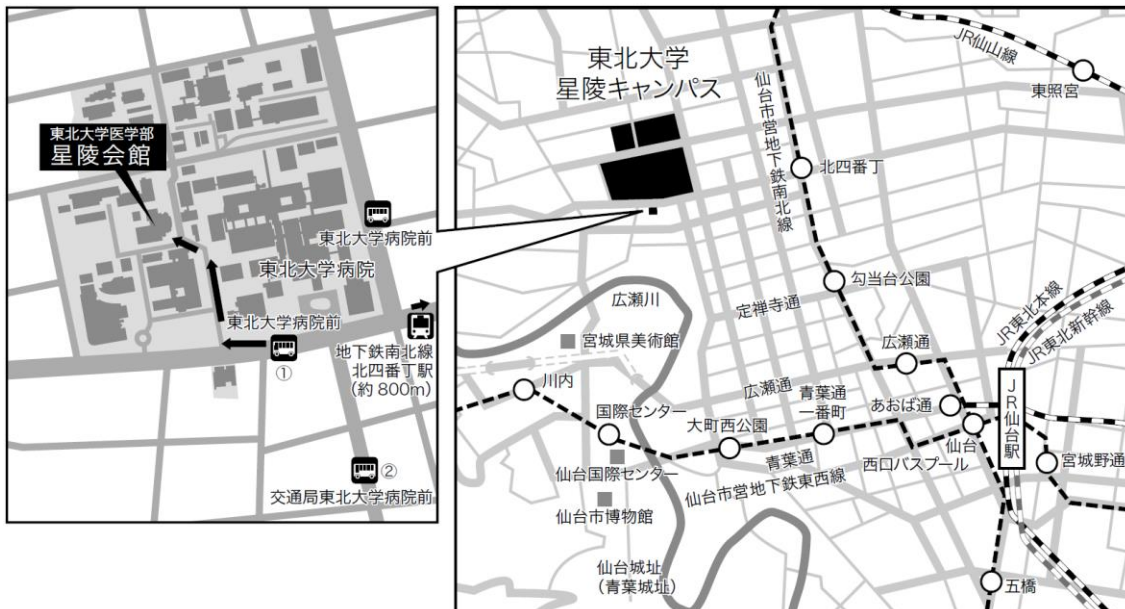 東北大学医学部
星陵会館
東北大学病院前
東北大学病院
東北大学病院前
①
地下鉄南北線
北四番丁駅
(約 800m)
②
交通局東北大学病院前
東北大学
星陵キャンパス
仙台市営地下鉄南北線
JR仙山線
東照宮
北四番丁
勾当台公園
定禅寺通
広瀬川
宮城県美術館
JR東北本線
JR東北新幹線
広瀬通
広瀬通
川内
国際センター
大町西公園
青葉通
一番町
あおば通
仙台
JR仙台駅
宮城野通
青葉通
西口バスプール
仙台国際センター
仙台市営地下鉄東西線
仙台市博物館
仙台城址
(青葉城址)
五橋